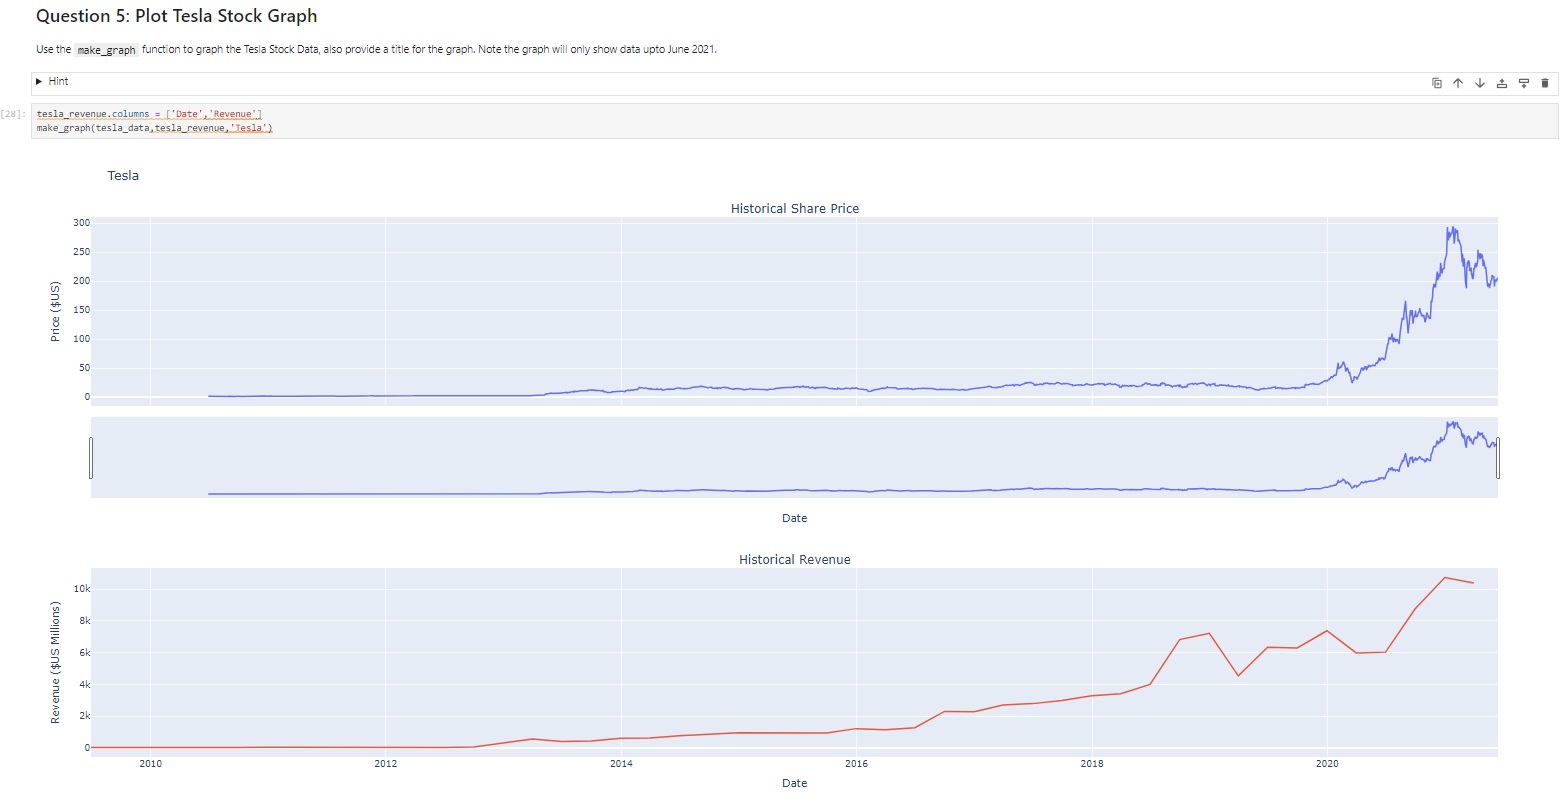 Question 5: Plot Tesla Stock Graph
Use the make_graph function to graph the Tesla Stock Data, also provide a title for the graph. Note the graph will only show data upto June 2021.
Hint
[28]:
tesla_revenue.columns = ['Date','Revenue']
make_graph(tesla_data,tesla_revenue,'Tesla')
Tesla
Historical Share Price
Price ($US)
300
250
200
150
100
50
0
Date
Historical Revenue
Revenue ($US Millions)
10k
8k
6k
4k
2k
0
2010 2012 2014 2016 2018 2020
Date